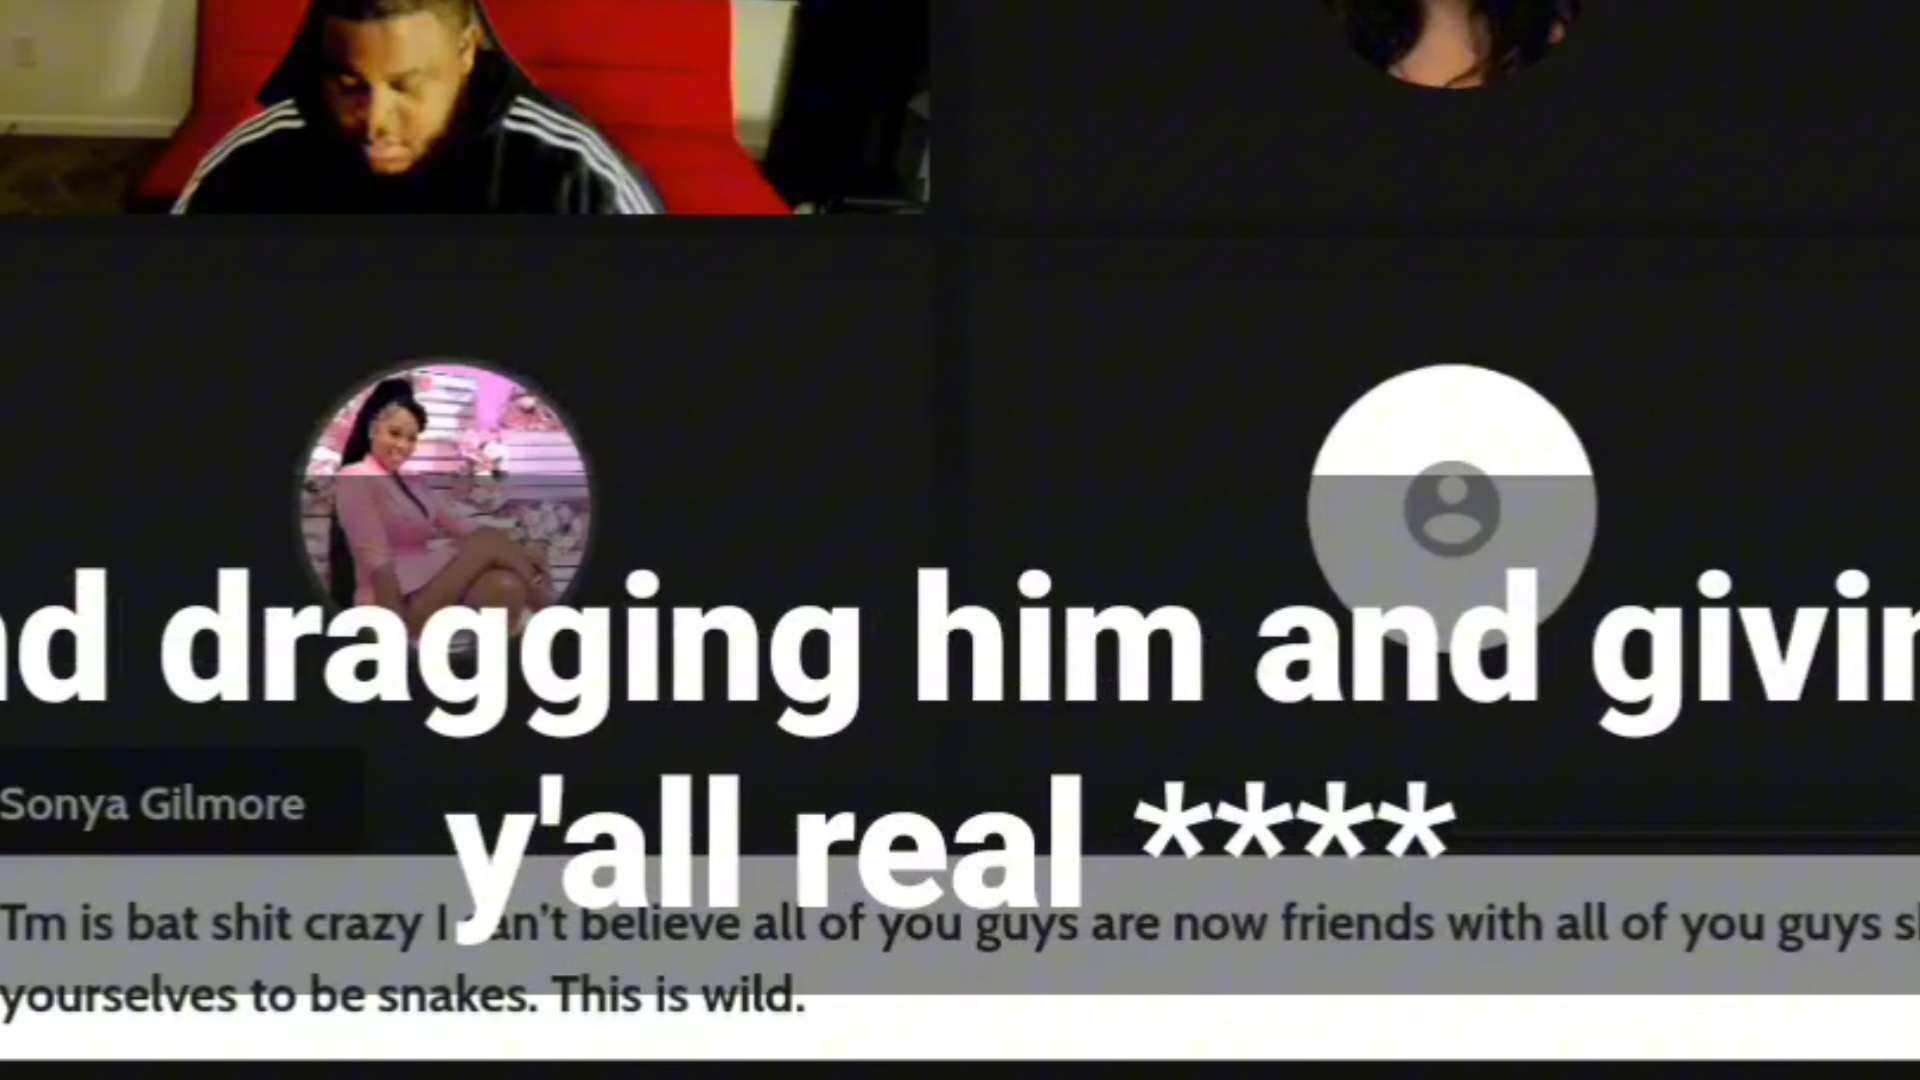 dragging him and
y'all real ****
Sonya Gilmore
Tm is bat shit crazy I can't believe all of you guys are now friends with all of you guys
yourselves to be snakes. This is wild.